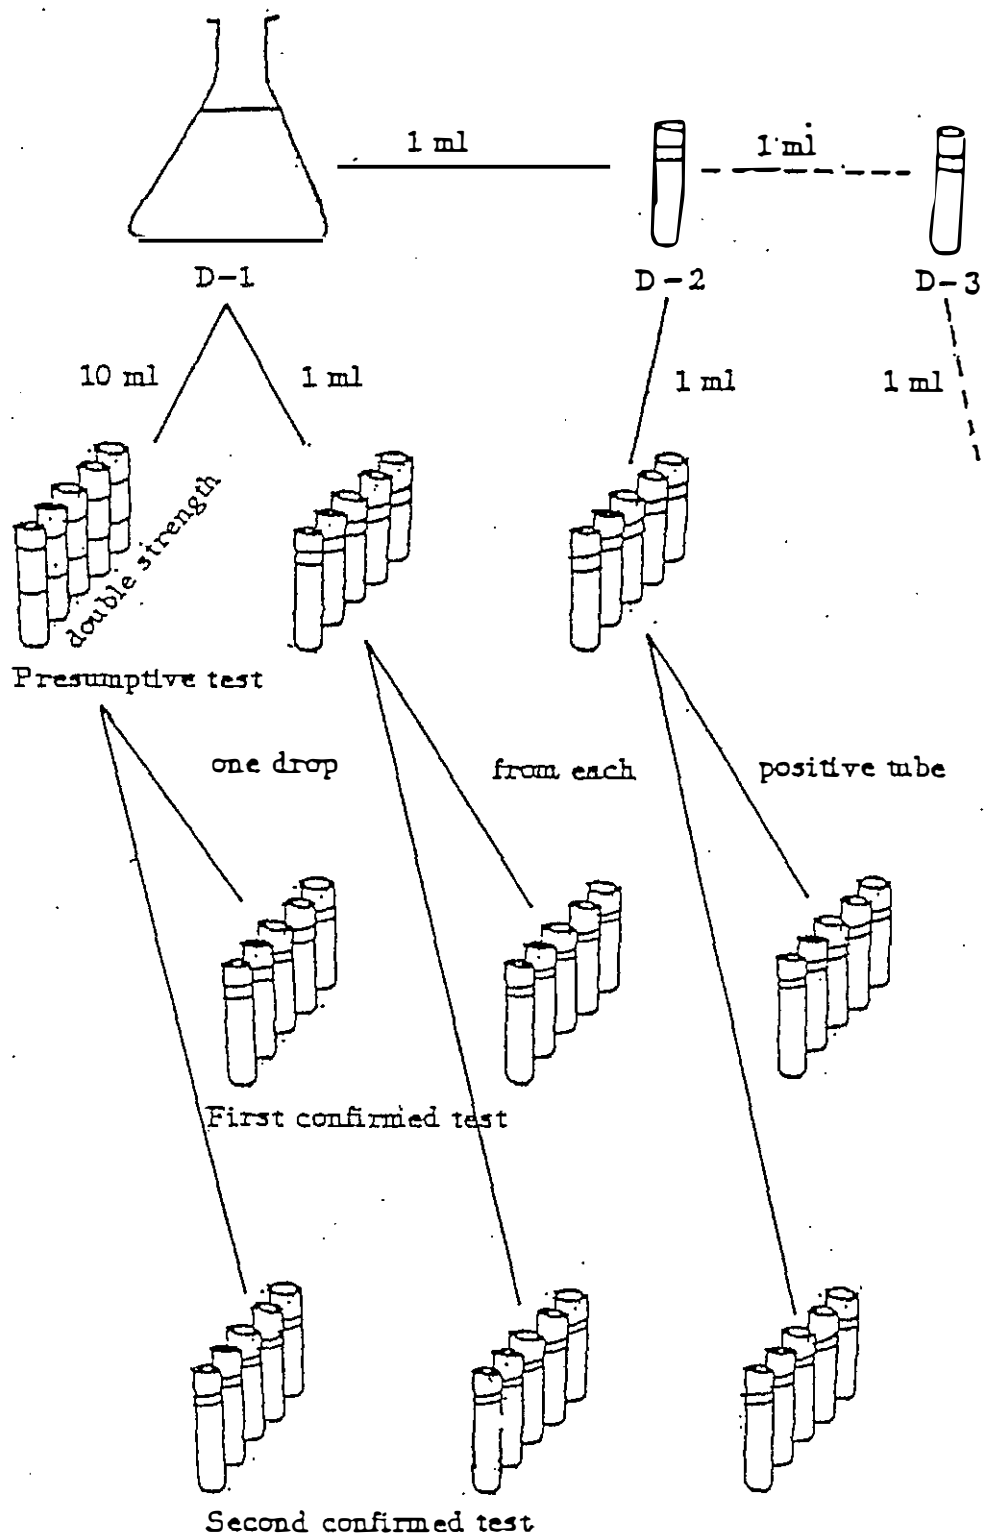 1 ml
1 ml
D-1
D-2
D-3
10 ml
1 ml
1 ml
1 ml
double strength
Presumptive test
one drop
from each
positive tube
First confirmed test
Second confirmed test